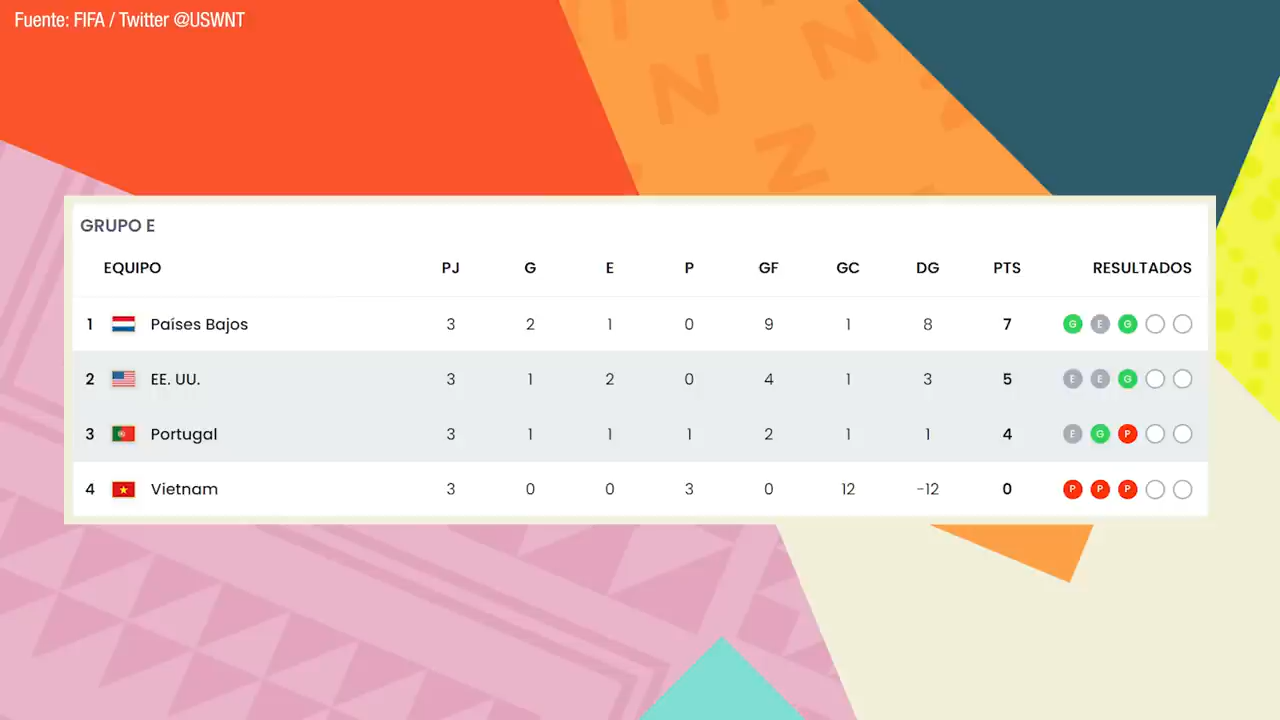 Fuente: FIFA / Twitter @USWNT
N
N
Z
GRUPO E
EQUIPO PJ G E P GF GC DG PTS RESULTADOS
1 Países Bajos 3 2 1 0 9 1 8 7 G E G
2 EE. UU. 3 1 2 0 4 1 3 5 E E G
3 Portugal 3 1 1 1 2 1 1 4 E G P
4 Vietnam 3 0 0 3 0 12 -12 0 P P P